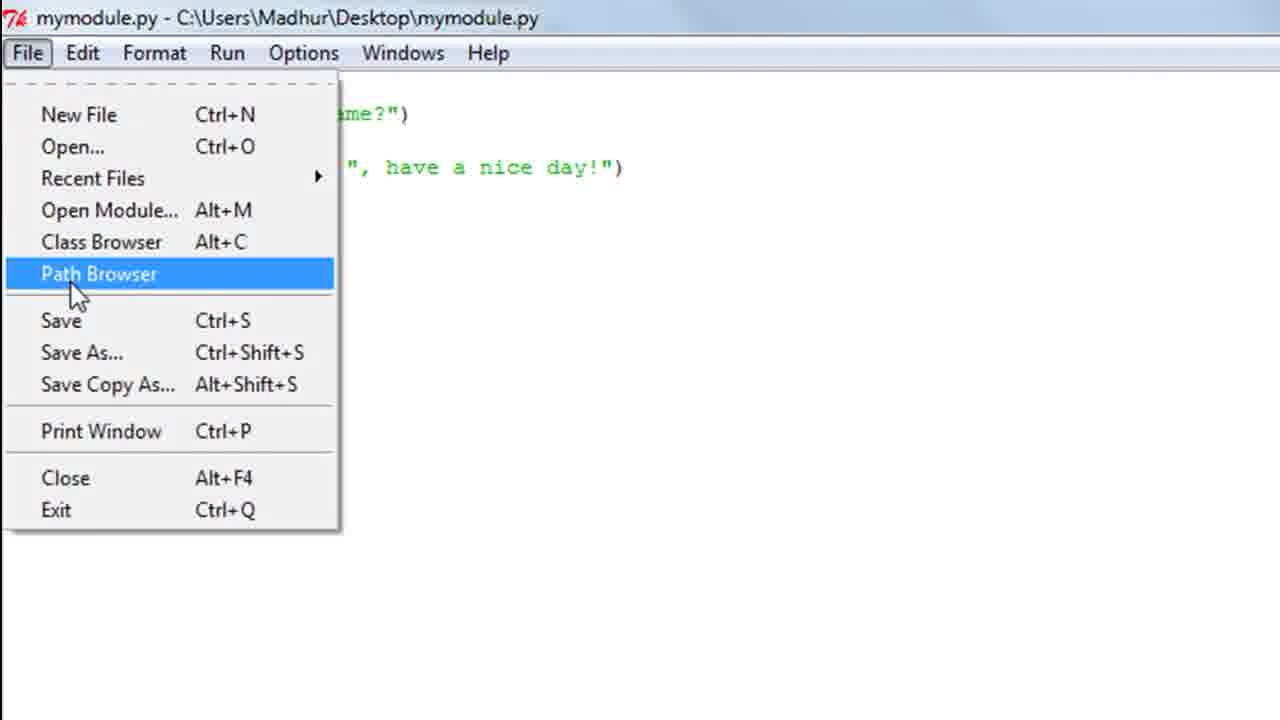 mymodule.py - C:\Users\Madhur\Desktop\mymodule.py
File Edit Format Run Options Windows Help
New File Ctrl+N
Open... Ctrl+O
Recent Files
Open Module... Alt+M
Class Browser Alt+C
Path Browser
Save Ctrl+S
Save As... Ctrl+Shift+S
Save Copy As... Alt+Shift+S
Print Window Ctrl+P
Close Alt+F4
Exit Ctrl+Q
ame?")
", have a nice day!")